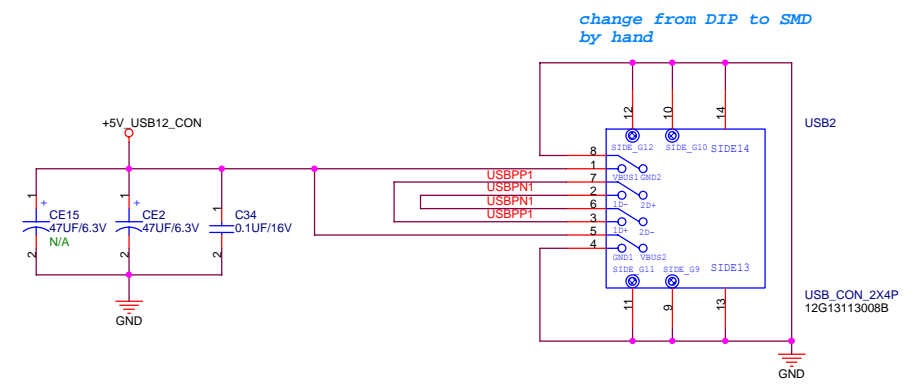 change from DIP to SMD
by hand
+5V_USB12_CON
USB2
12
10
14
SIDE_G12
SIDE_G10
SIDE14
8
1
7
2
6
3
5
4
USBPP1
USBPN1
USBPP1
VBUS1
GND2
1D-
2D+
1D+
2D-
GND1
VBUS2
SIDE_G11
SIDE_G9
SIDE13
11
9
13
1
+
CE15
47UF/6.3V
N/A
2
1
+
CE2
47UF/6.3V
2
1
C34
0.1UF/16V
2
GND
USB_CON_2X4P
12G13113008B
GND